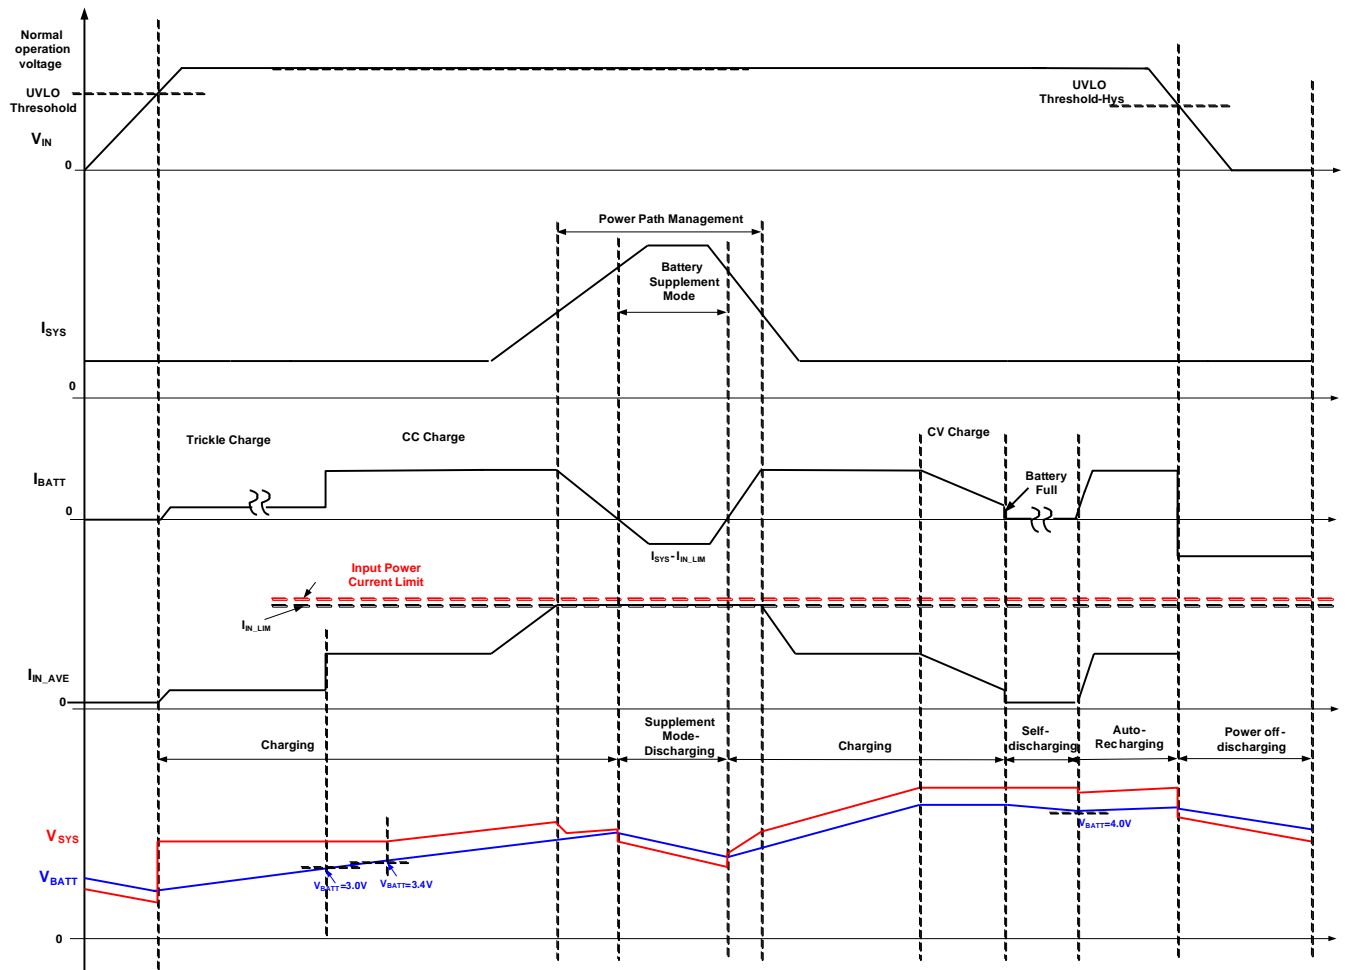 Normal
operation
voltage
UVLO
Thresohold
UVLO
Threshold-Hys
VIN
0
Power Path Management
Battery
Supplement
Mode
ISYS
0
Trickle Charge
CC Charge
CV Charge
Battery
Full
IBATT
0
ISYS-IIN_LIM
Input Power
Current Limit
IIN_LIM
IIN_AVE
0
Charging
Supplement
Mode-
Discharging
Charging
Self-
discharging
Auto-
Recharging
Power off-
discharging
VSYS
VBATT
VBATT=3.0V
VBATT=3.4V
VBATT=4.0V
0